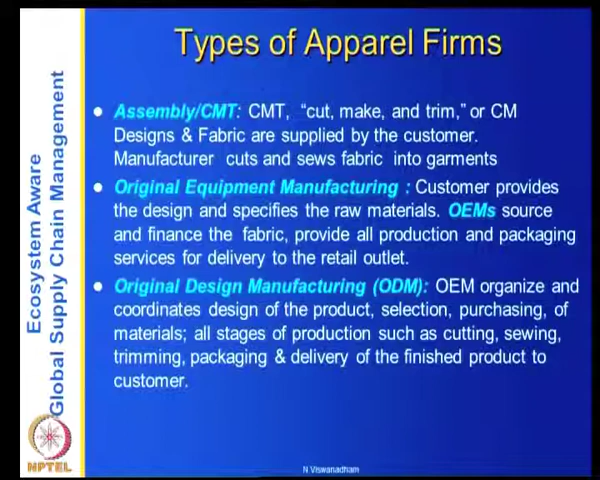 Types of Apparel Firms
Ecosystem Aware
Global Supply Chain Management
• Assembly/CMT: CMT, “cut, make, and trim,” or CM
Designs & Fabric are supplied by the customer.
Manufacturer cuts and sews fabric into garments
• Original Equipment Manufacturing : Customer provides
the design and specifies the raw materials. OEMs source
and finance the fabric, provide all production and packaging
services for delivery to the retail outlet.
• Original Design Manufacturing (ODM): OEM organize and
coordinates design of the product, selection, purchasing, of
materials; all stages of production such as cutting, sewing,
trimming, packaging & delivery of the finished product to
customer.
NPTEL
N.Viswanadham